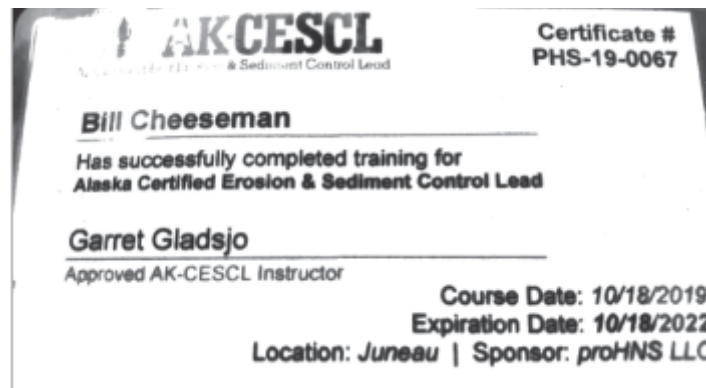 AK-CESCL
& Sediment Control Lead
Certificate #
PHS-19-0067
Bill Cheeseman
Has successfully completed training for
Alaska Certified Erosion & Sediment Control Lead
Garret Gladsjo
Approved AK-CESCL Instructor
Course Date: 10/18/2019
Expiration Date: 10/18/2022
Location: Juneau | Sponsor: proHNS LLC